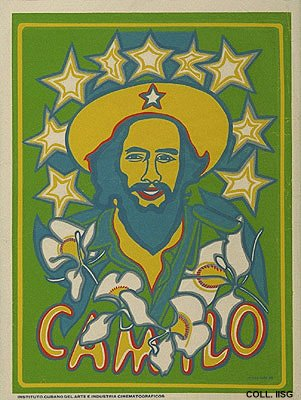 CAMILO
INSTITUTO CUBANO DEL ARTE E INDUSTRIA CINEMATOGRAFICOS
COLL. IISG